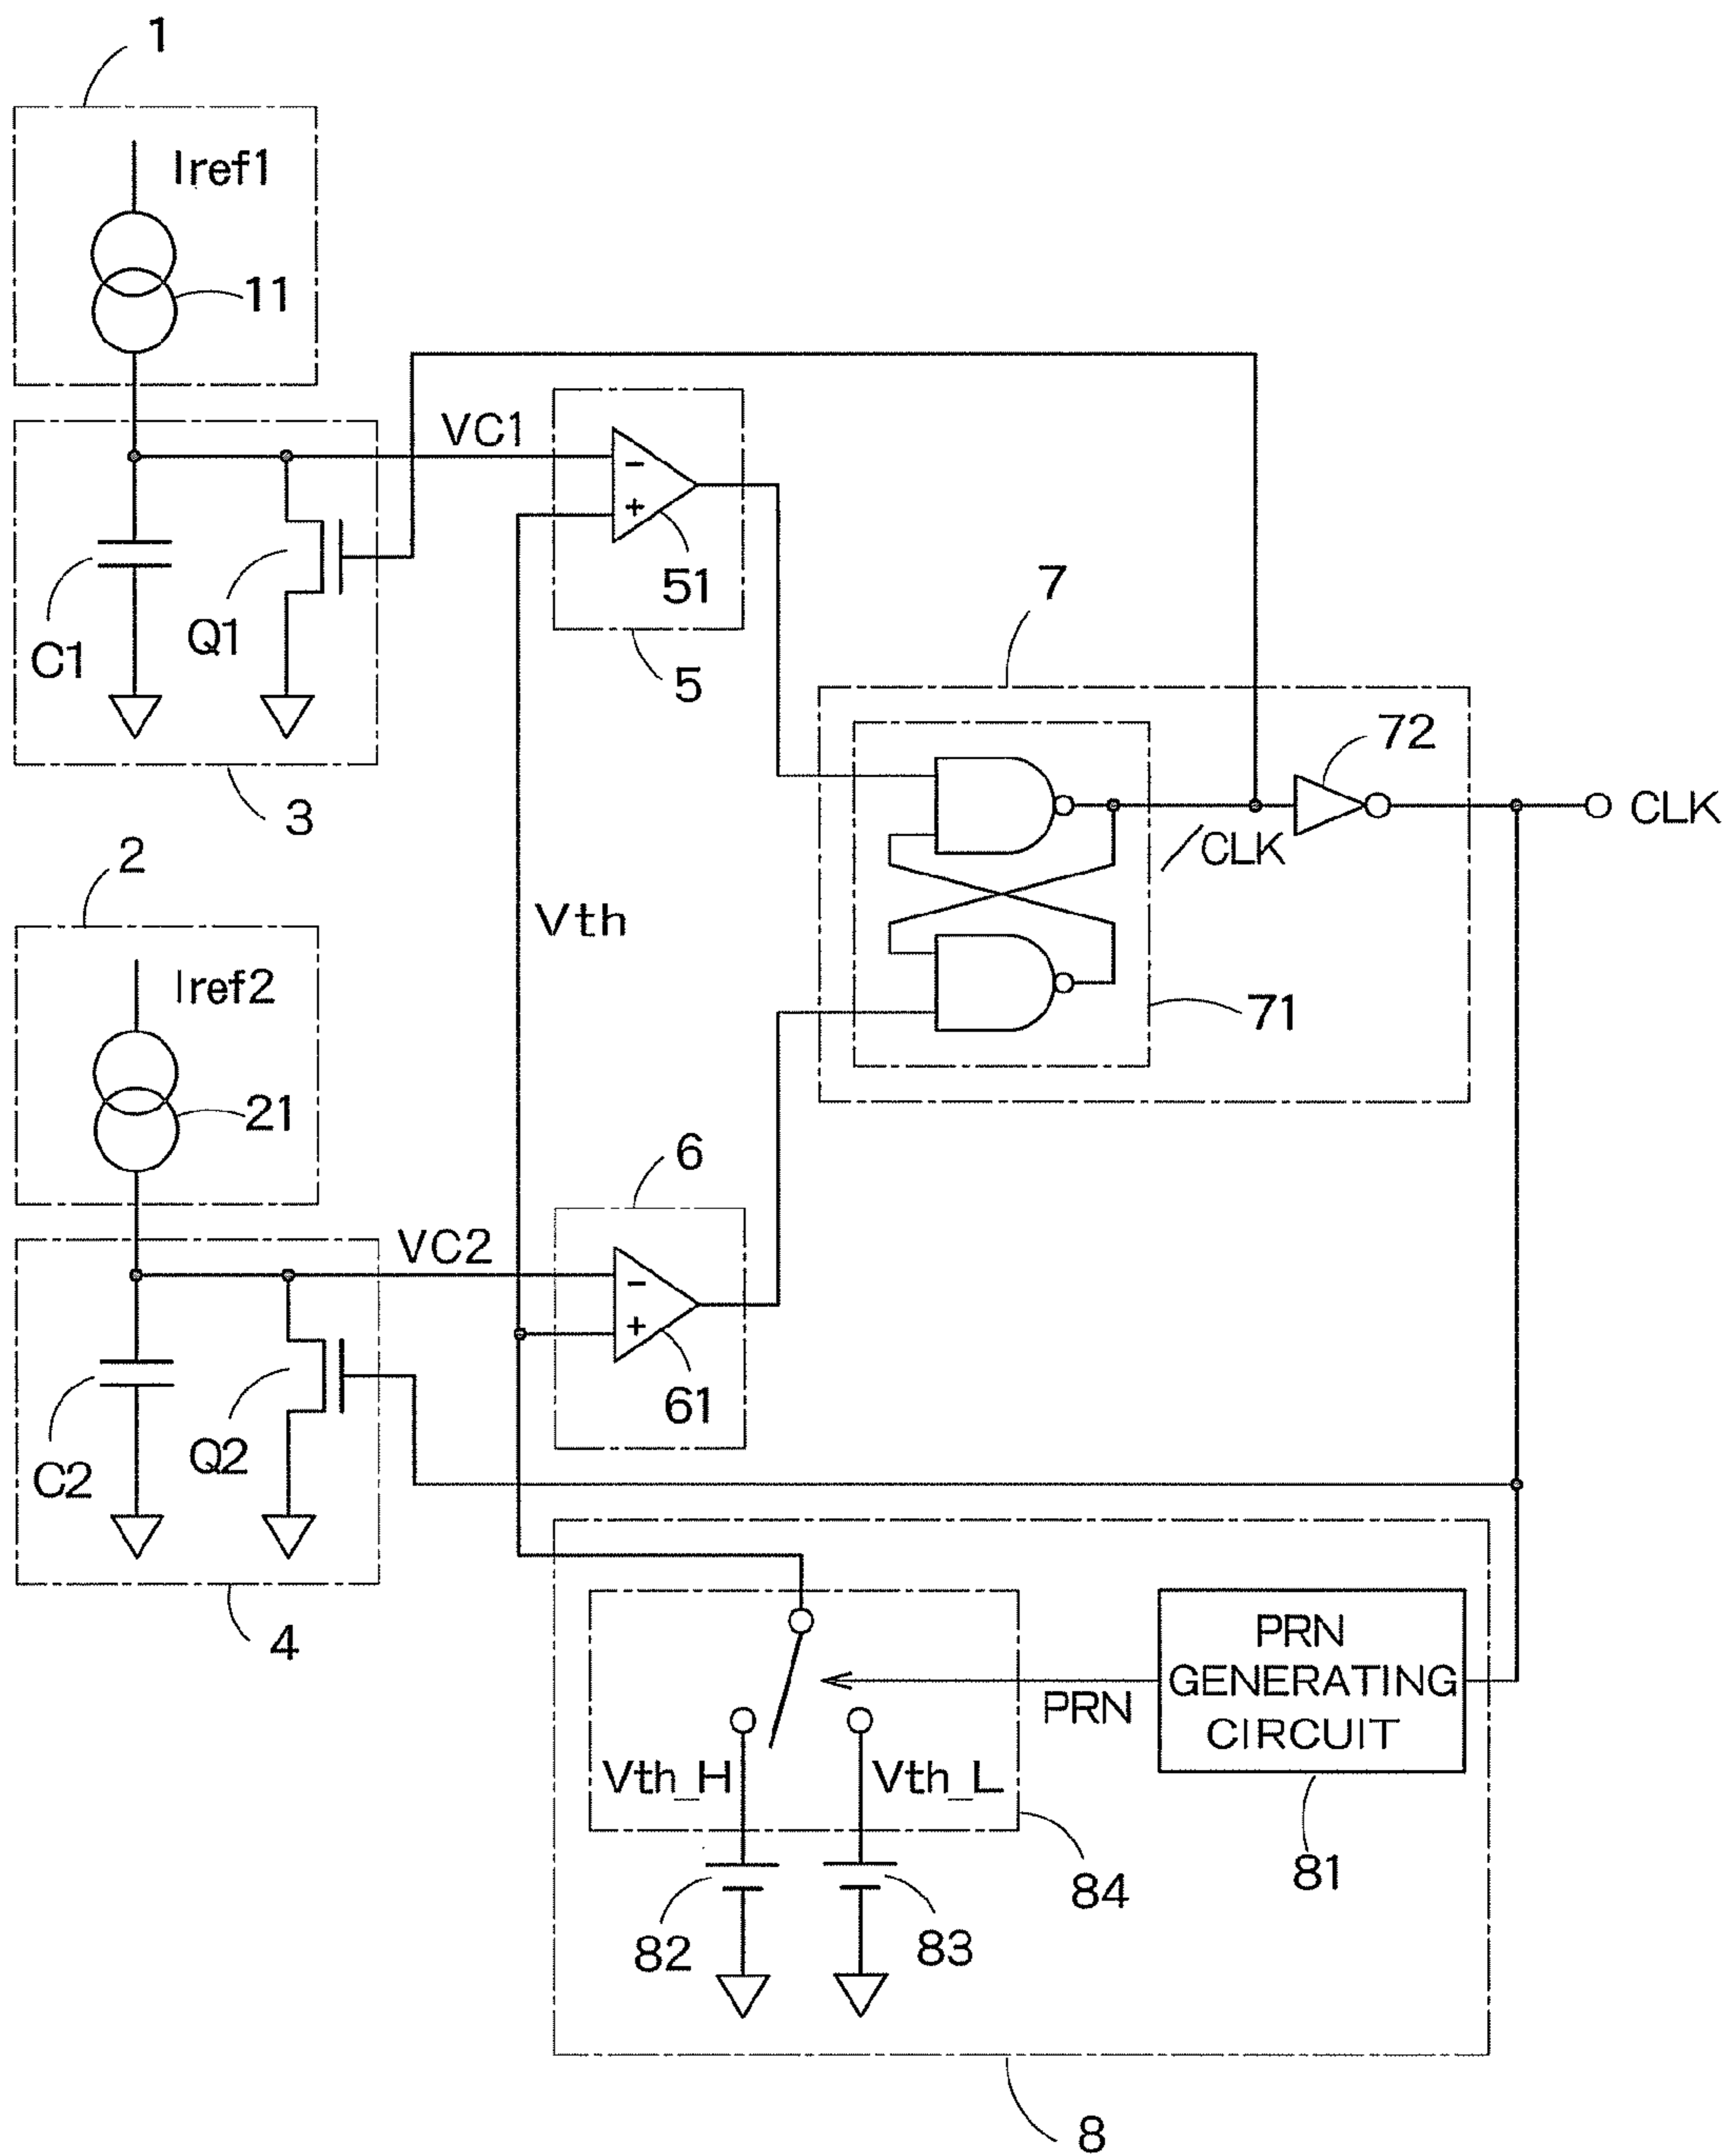 1
Iref1
11
VC1
-
+
51
5
C1
Q1
3
7
72
CLK
/CLK
71
2
Iref2
21
Vth
6
VC2
-
+
61
C2
Q2
4
PRN
GENERATING
CIRCUIT
PRN
Vth_H
Vth_L
81
84
82
83
8